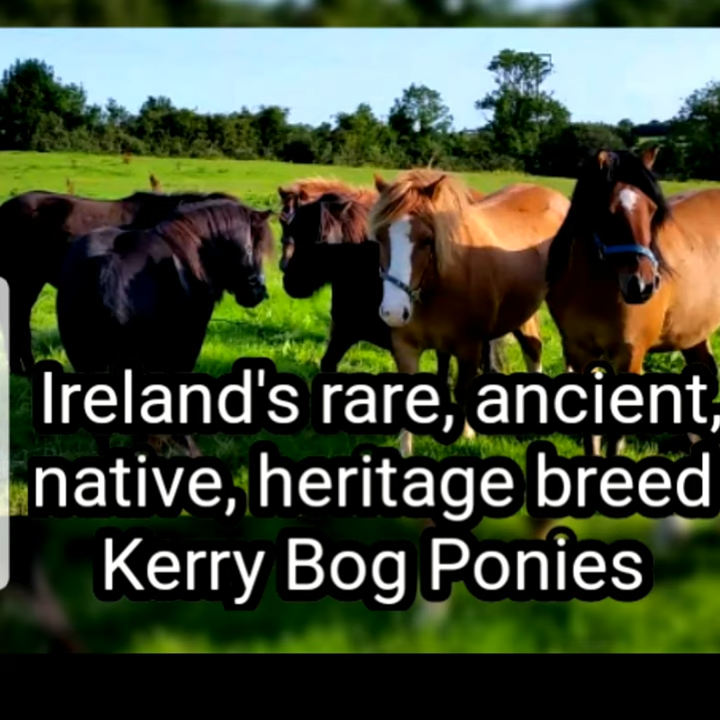 Ireland's rare, ancient,
native, heritage breed
Kerry Bog Ponies